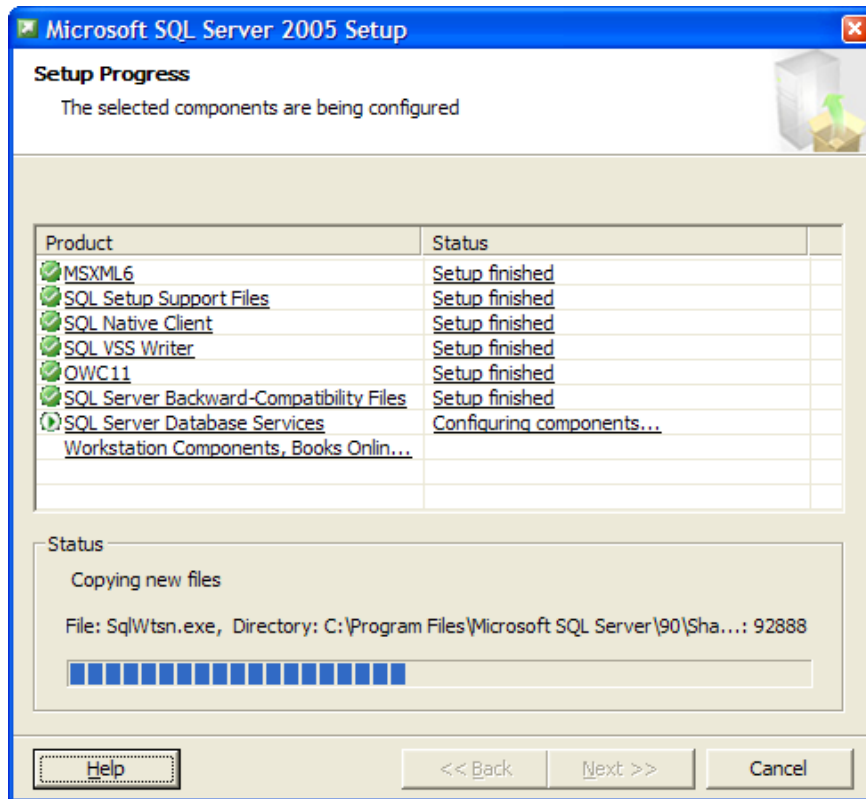 Microsoft SQL Server 2005 Setup
Setup Progress
The selected components are being configured
Product Status
MSXML6 Setup finished
SQL Setup Support Files Setup finished
SQL Native Client Setup finished
SQL VSS Writer Setup finished
OWC11 Setup finished
SQL Server Backward-Compatibility Files Setup finished
SQL Server Database Services Configuring components...
Workstation Components, Books Onlin...
Status
Copying new files
File: SqlWtsn.exe, Directory: C:\Program Files\Microsoft SQL Server\90\Sha...: 92888
Help << Back Next >> Cancel